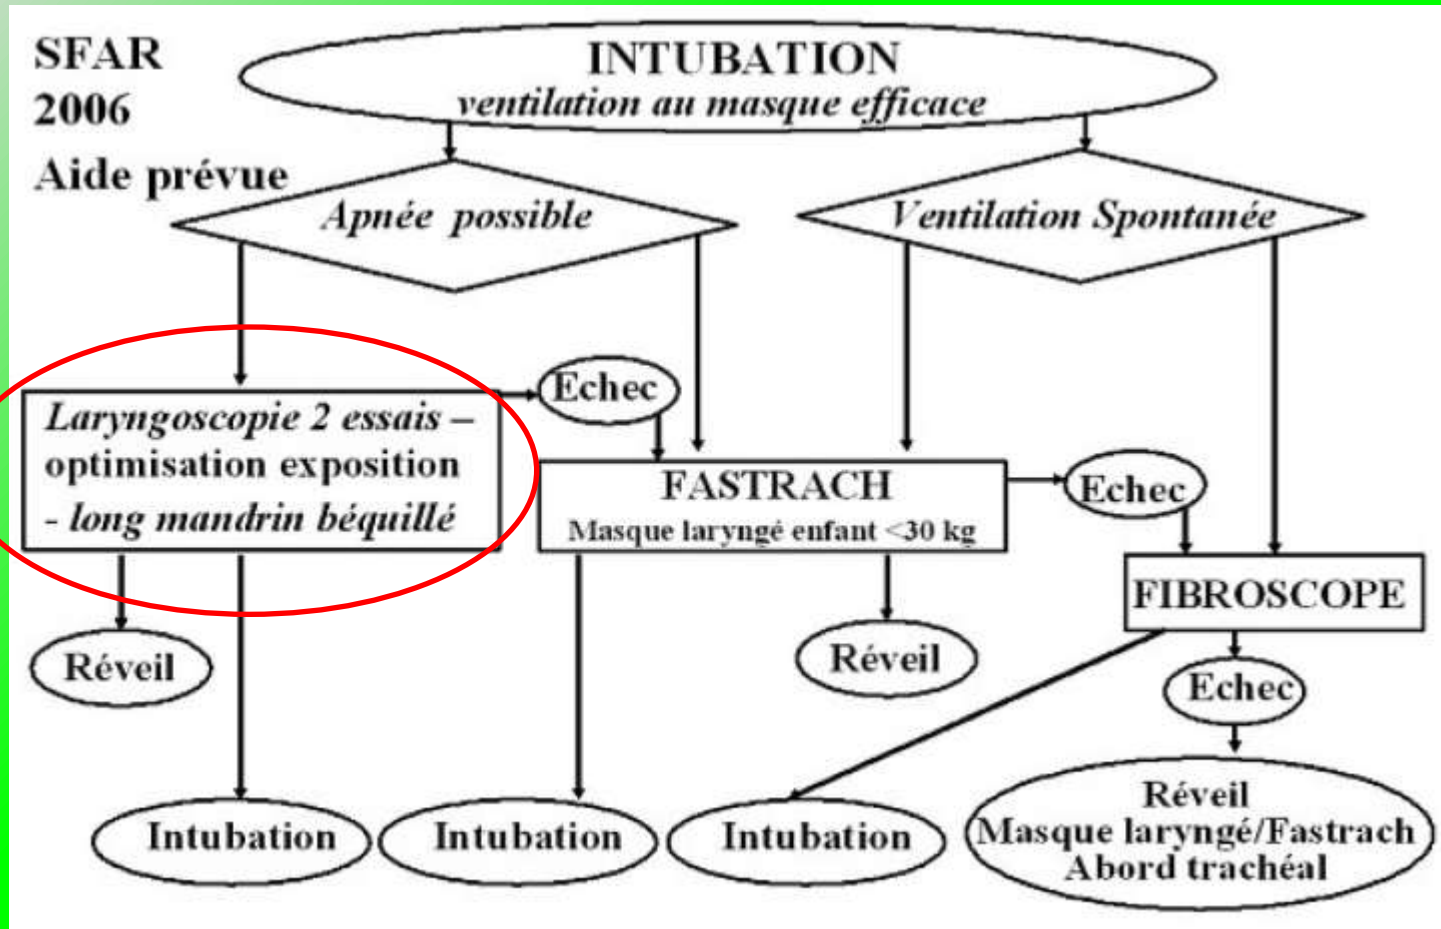 SFAR
2006
Aide prévue
INTUBATION
ventilation au masque efficace
Apnée possible
Ventilation Spontanée
Laryngoscopie 2 essais –
optimisation exposition
- long mandrin béquillé
Echec
FASTRACH
Masque laryngé enfant <30 kg
Echec
FIBROSCOPE
Réveil
Réveil
Echec
Intubation
Intubation
Intubation
Réveil
Masque laryngé/Fastrach
Abord trachéal